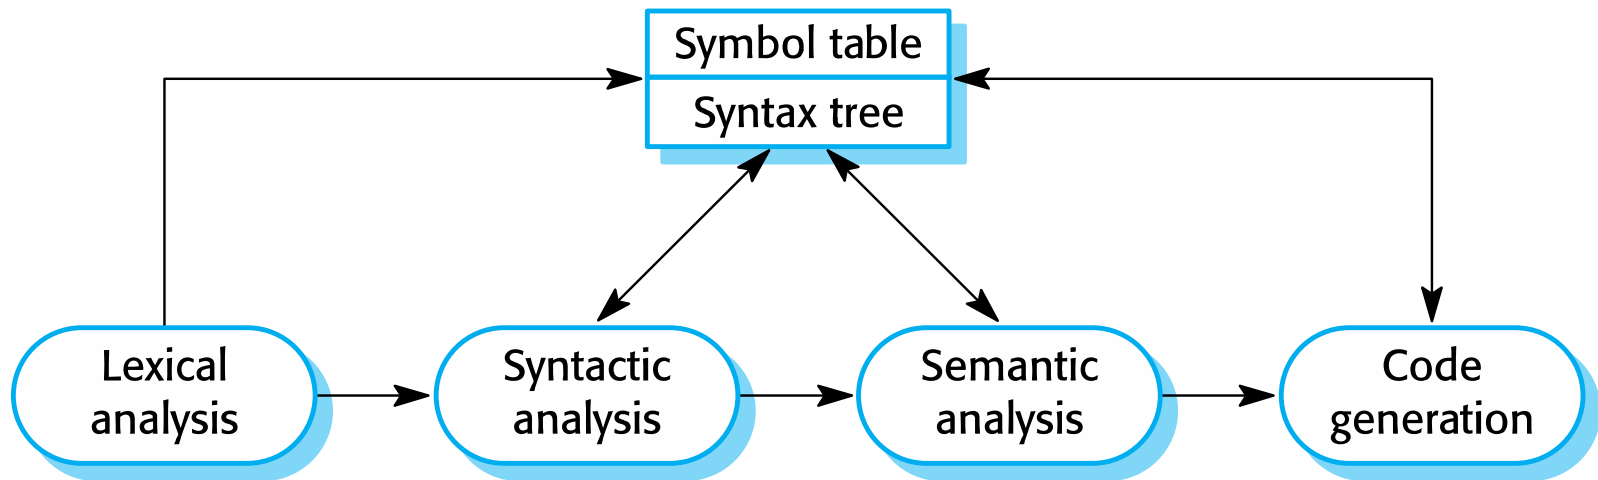 Symbol table
Syntax tree
Lexical
analysis
Syntactic
analysis
Semantic
analysis
Code
generation